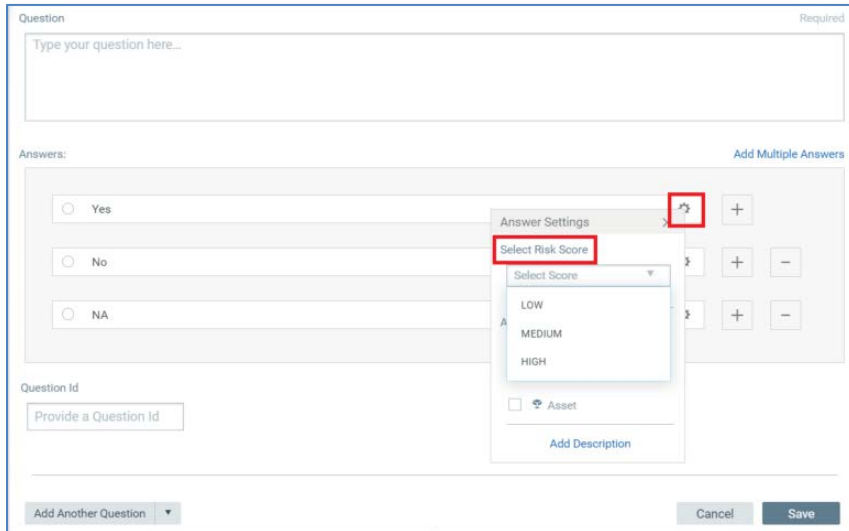 Question Required
Type your question here...
Answers: Add Multiple Answers
Yes
Answer Settings
Select Risk Score
No
Select Score
LOW
NA
A
MEDIUM
HIGH
Question Id
Provide a Question Id
Asset
Add Description
Add Another Question
Cancel Save